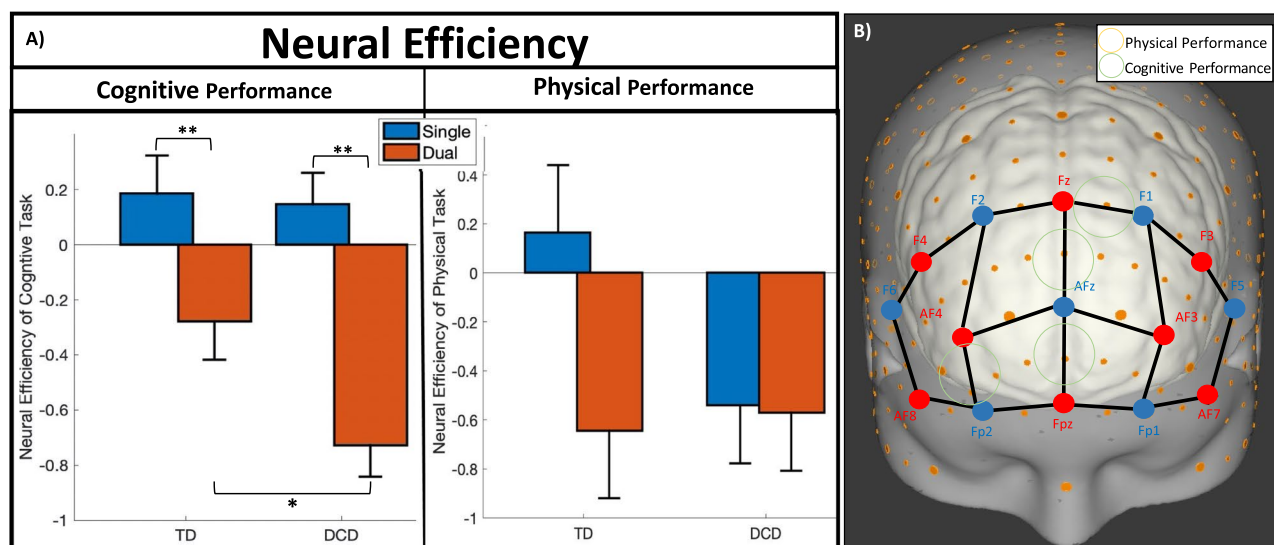 A)
Neural Efficiency
Cognitive Performance
Physical Performance
Single
Dual
**
**
*
Neural Efficiency of Cogntive Task
0.2
0
-0.2
-0.4
-0.6
-0.8
-1
TD
DCD
Neural Efficiency of Physical Task
0.4
0.2
0
-0.2
-0.4
-0.6
-0.8
-1
TD
DCD
B)
Physical Performance
Cognitive Performance
Fz
F2
F1
F4
F3
F6
AFz
F5
AF4
AF3
AF8
Fp2
Fpz
Fp1
AF7